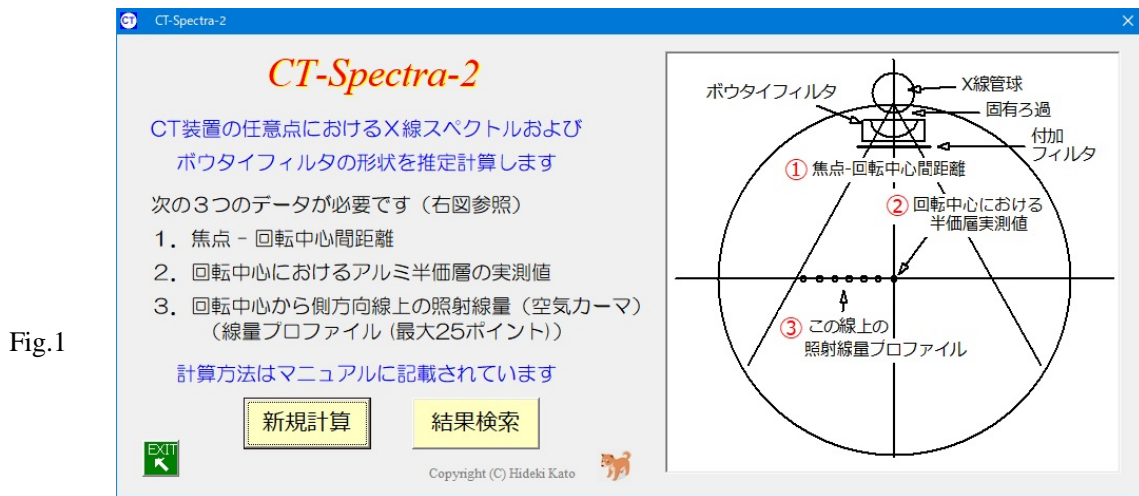 CT-Spectra-2
CT-Spectra-2
CT装置の任意点におけるX線スペクトルおよび
ボウタイフィルタの形状を推定計算します
次の3つのデータが必要です（右図参照）
1．焦点 - 回転中心間距離
2．回転中心におけるアルミ半価層の実測値
3．回転中心から側方向線上の照射線量（空気カーマ）
（線量プロファイル (最大25ポイント)）
計算方法はマニュアルに記載されています
新規計算
結果検索
EXIT
Copyright (C) Hideki Kato
ボウタイフィルタ
X線管球
固有ろ過
付加
フィルタ
① 焦点-回転中心間距離
② 回転中心における
半価層実測値
③ この線上の
照射線量プロファイル
Fig.1